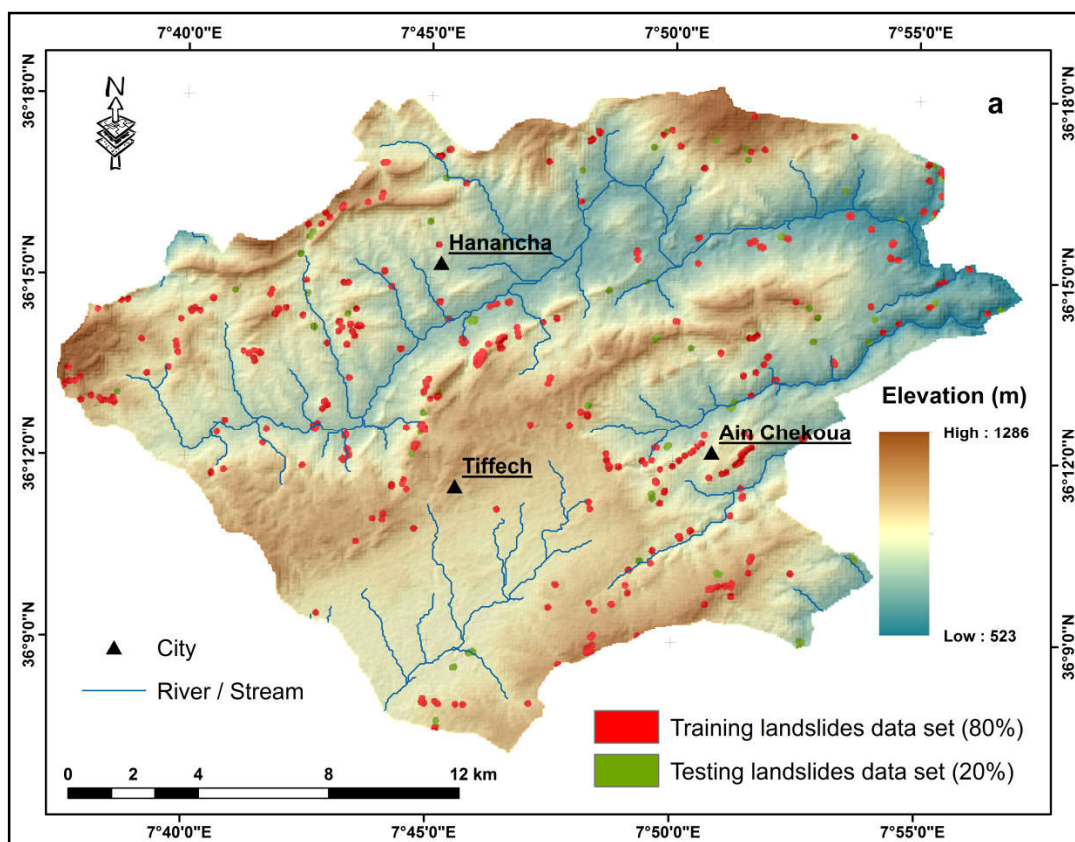 7°40'0"E
7°45'0"E
7°50'0"E
7°55'0"E
36°18'0"N
N
a
36°18'0"N
Hanancha
36°15'0"N
36°15'0"N
Elevation (m)
High : 1286
Ain Chekoua
36°12'0"N
36°12'0"N
Tiffech
Low : 523
36°9'0"N
36°9'0"N
City
River / Stream
Training landslides data set (80%)
Testing landslides data set (20%)
0 2 4 8 12 km
7°40'0"E
7°45'0"E
7°50'0"E
7°55'0"E